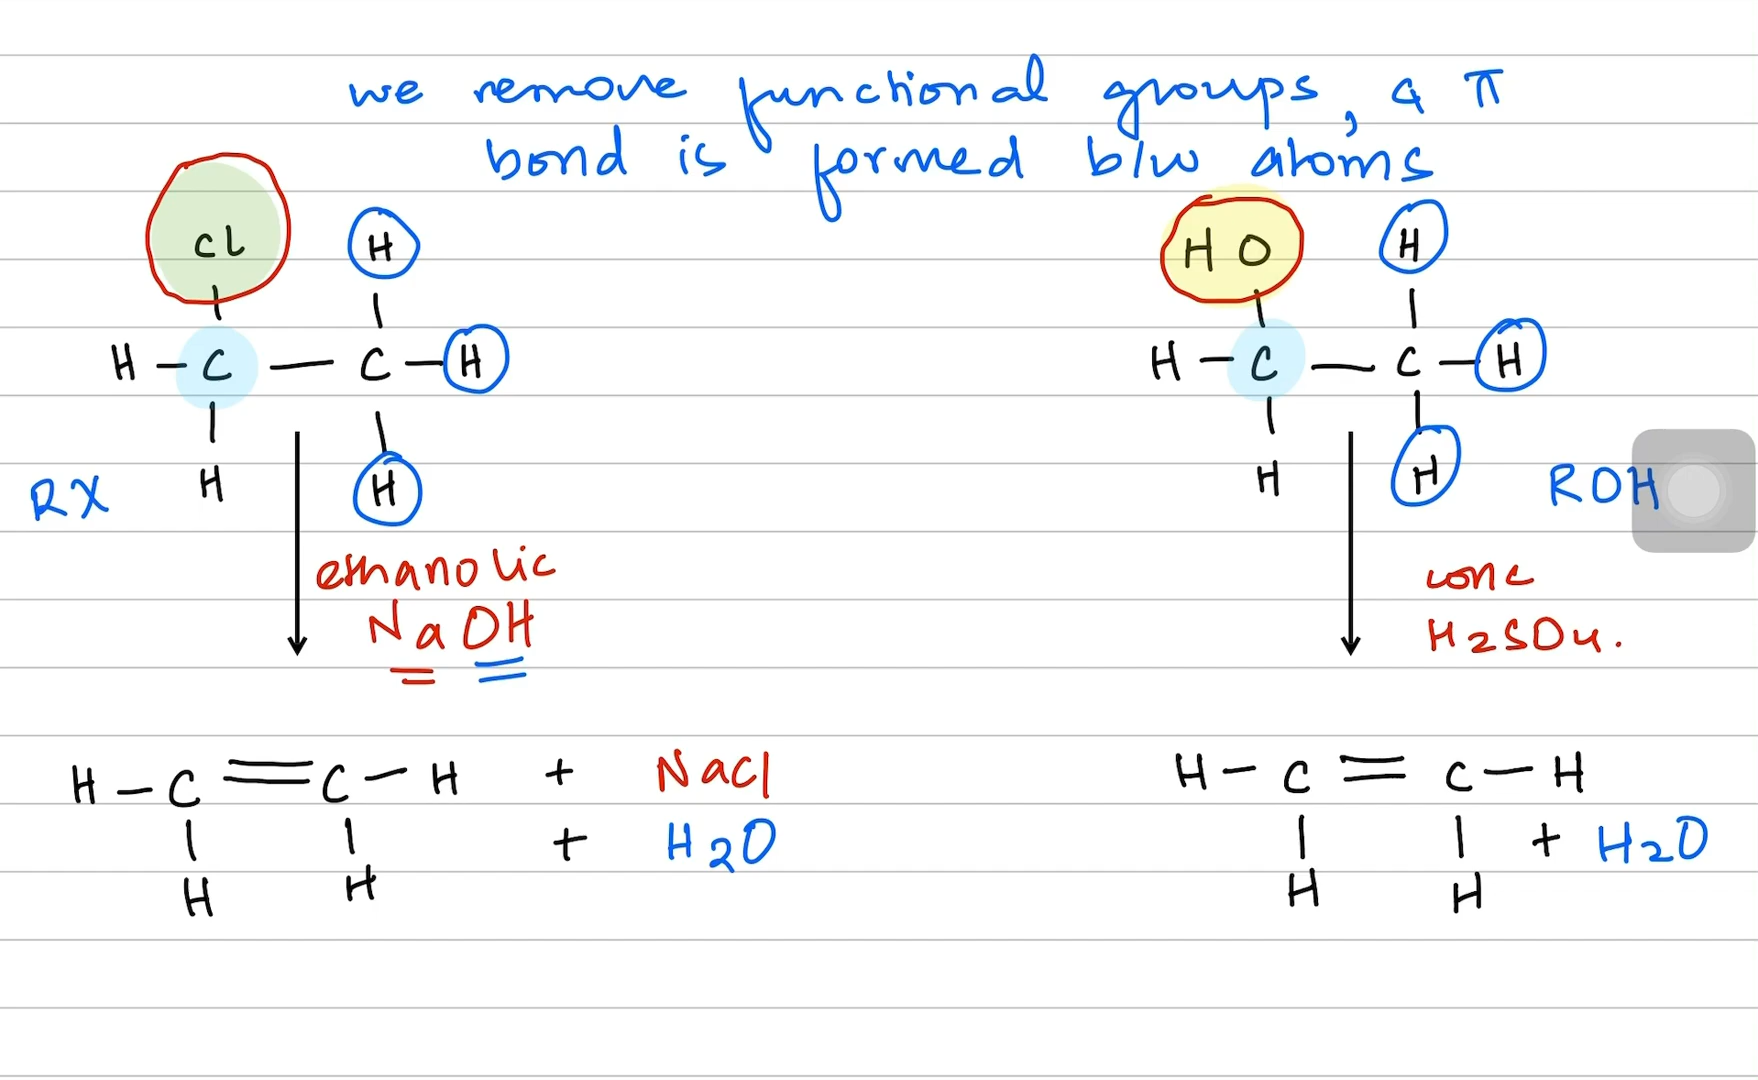 we remove functional groups, a π
bond is formed b/w atoms
Cl H
H - C — C - H
H H
RX
ethanolic
NaOH
H - C = C - H + NaCl
H H + H2O
HO H
H - C — C - H
H H
ROH
conc
H2SO4.
H - C = C - H
H H + H2O